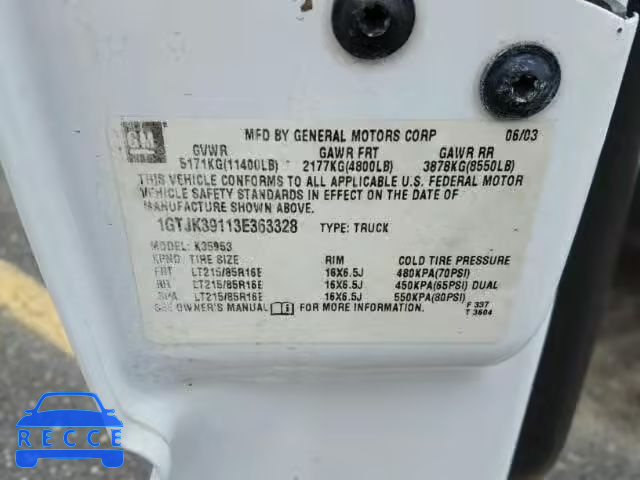 GM
MFD BY GENERAL MOTORS CORP 06/03
GVWR GAWR FRT GAWR RR
5171KG(11400LB) 2177KG(4800LB) 3878KG(8550LB)
THIS VEHICLE CONFORMS TO ALL APPLICABLE U.S. FEDERAL MOTOR
VEHICLE SAFETY STANDARDS IN EFFECT ON THE DATE OF
MANUFACTURE SHOWN ABOVE.
1GTJK39113E363328 TYPE: TRUCK
MODEL: K35953
KPNO TIRE SIZE RIM COLD TIRE PRESSURE
FRT LT215/85R16E 16X6.5J 480KPA(70PSI)
RR LT215/85R16E 16X6.5J 450KPA(65PSI) DUAL
SPA LT215/85R16E 16X6.5J 550KPA(80PSI)
SEE OWNER'S MANUAL FOR MORE INFORMATION. F 337
T 3604
RECCE